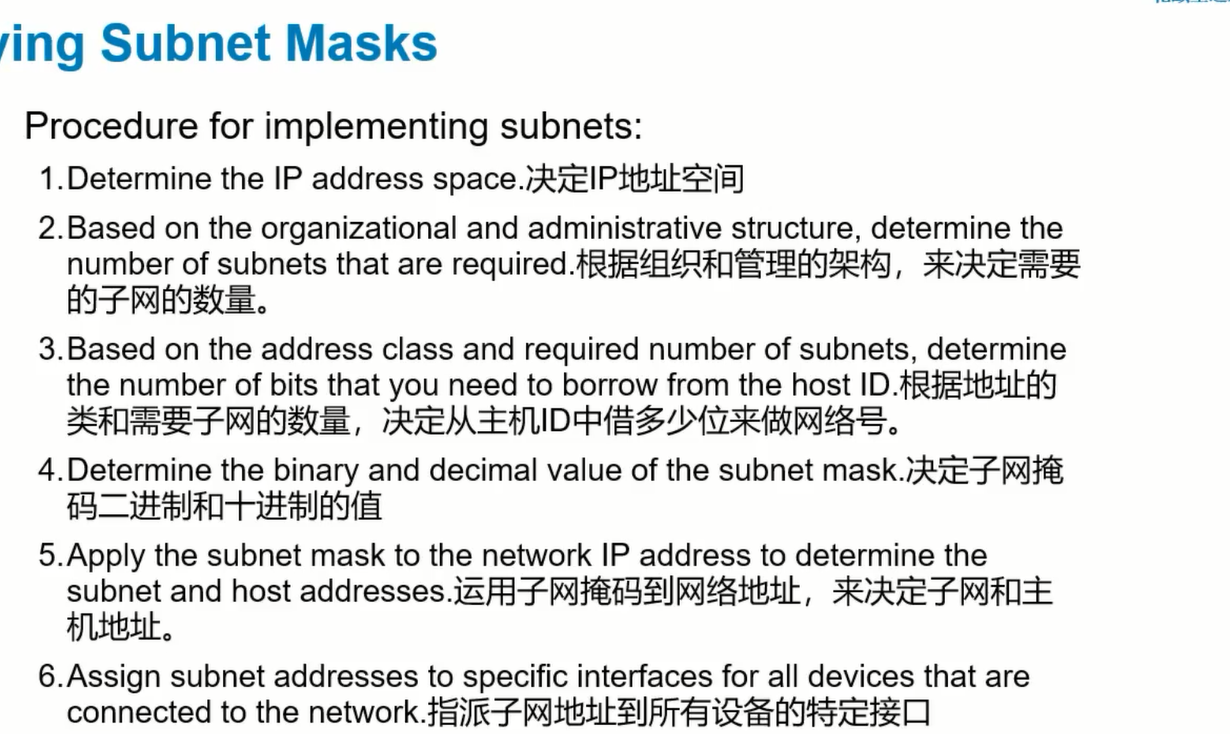 ying Subnet Masks
Procedure for implementing subnets:
1.Determine the IP address space.决定IP地址空间
2.Based on the organizational and administrative structure, determine the
number of subnets that are required.根据组织和管理的架构，来决定需要
的子网的数量。
3.Based on the address class and required number of subnets, determine
the number of bits that you need to borrow from the host ID.根据地址的
类和需要子网的数量，决定从主机ID中借多少位来做网络号。
4.Determine the binary and decimal value of the subnet mask.决定子网掩
码二进制和十进制的值
5.Apply the subnet mask to the network IP address to determine the
subnet and host addresses.运用子网掩码到网络地址，来决定子网和主
机地址。
6.Assign subnet addresses to specific interfaces for all devices that are
connected to the network.指派子网地址到所有设备的特定接口